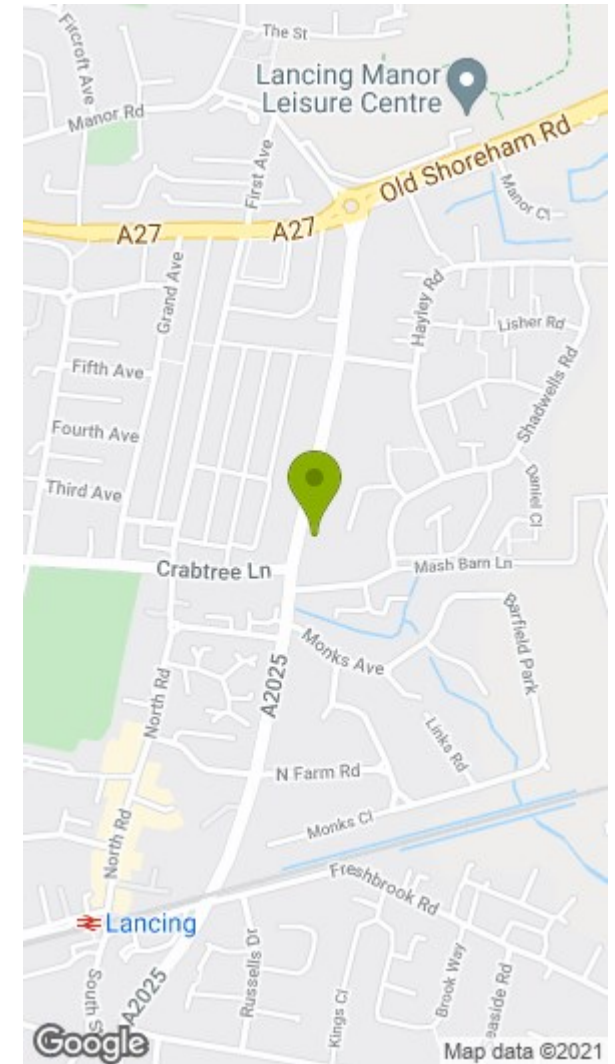 The St
Fircroft Ave
Lancing Manor
Leisure Centre
Manor Rd
First Ave
Old Shoreham Rd
Manor Cl
A27
A27
Grand Ave
Hayley Rd
Lisher Rd
Fifth Ave
Shadwells Rd
Fourth Ave
Third Ave
Daniel Cl
Crabtree Ln
Mash Barn Ln
Monks Ave
Barfield Park
A2025
North Rd
Links Rd
N Farm Rd
Monks Cl
North Rd
Freshbrook Rd
Lancing
South S
A2025
Russells Dr
Kings Cl
Brook Way
easide Rd
Google
Map data ©2021